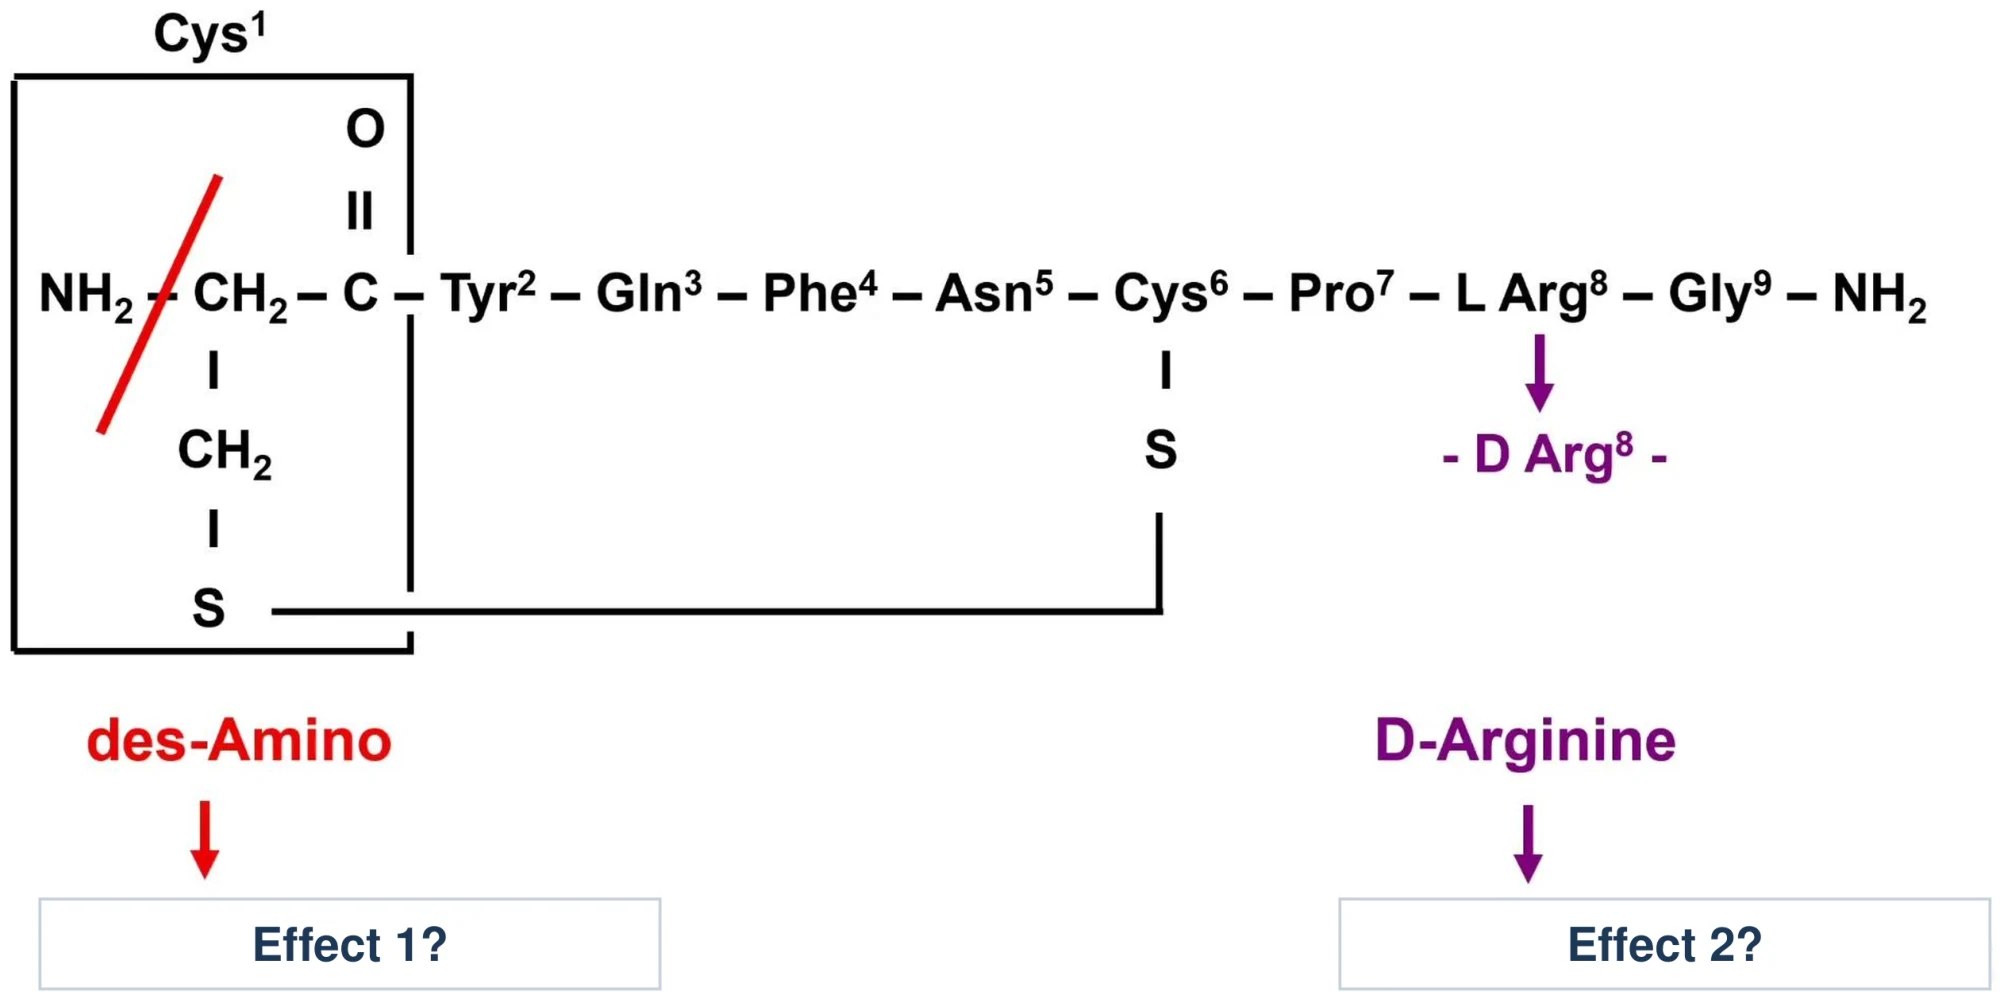 Cys¹
O
II
NH₂ – CH₂ – C – Tyr² – Gln³ – Phe⁴ – Asn⁵ – Cys⁶ – Pro⁷ – L Arg⁸ – Gly⁹ – NH₂
I I
CH₂ S - D Arg⁸ -
I
S
des-Amino D-Arginine
Effect 1? Effect 2?